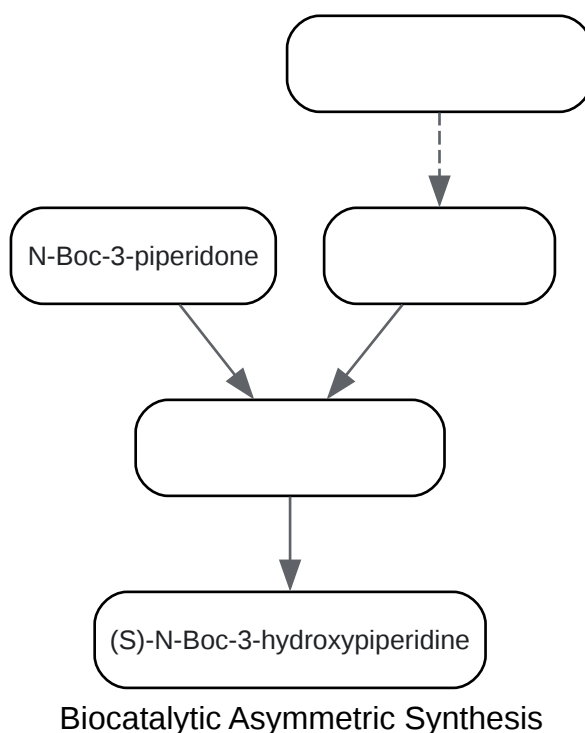 N-Boc-3-piperidone
(S)-N-Boc-3-hydroxypiperidine
Biocatalytic Asymmetric Synthesis